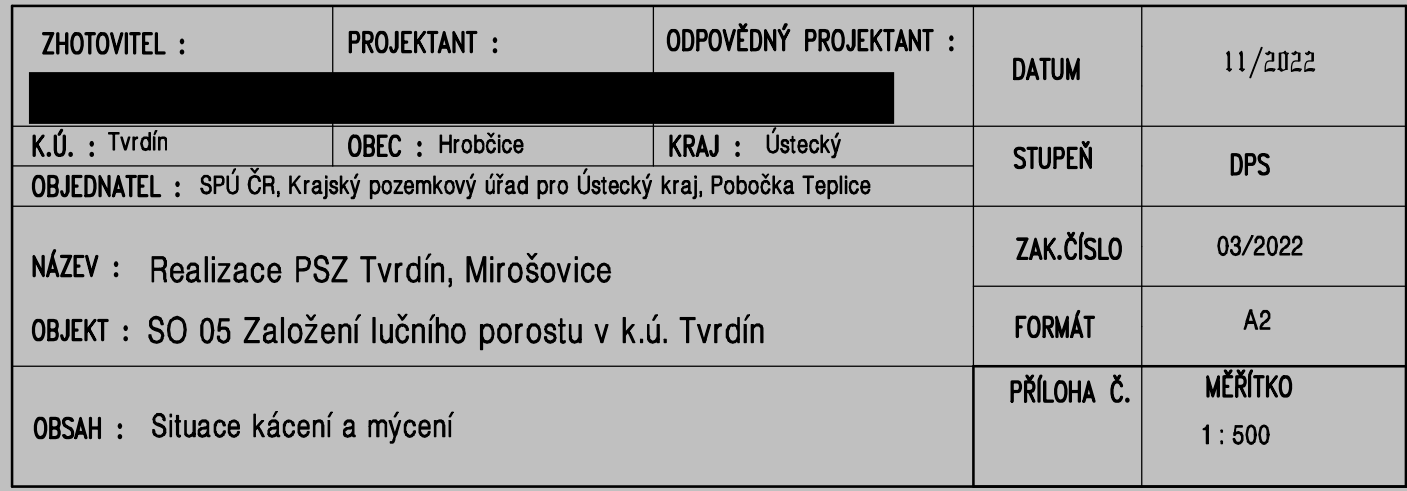 ZHOTOVITEL :
PROJEKTANT :
ODPOVĚDNÝ PROJEKTANT :
DATUM
11/2022
K.Ú. : Tvrdín
OBEC : Hrobčice
KRAJ : Ústecký
STUPEŇ
DPS
OBJEDNATEL : SPÚ ČR, Krajský pozemkový úřad pro Ústecký kraj, Pobočka Teplice
NÁZEV : Realizace PSZ Tvrdín, Mirošovice
ZAK.ČÍSLO
03/2022
OBJEKT : SO 05 Založení lučního porostu v k.ú. Tvrdín
FORMÁT
A2
OBSAH : Situace kácení a mýcení
PŘÍLOHA Č.
MĚŘÍTKO
1 : 500